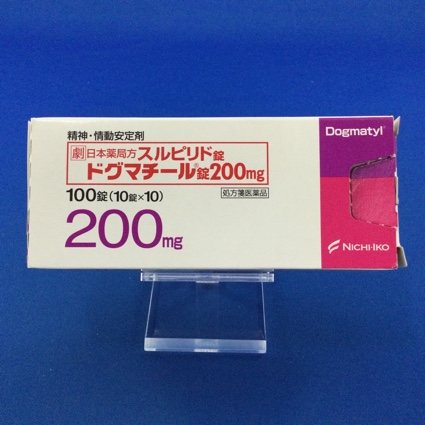 精神・情動安定剤
劇 日本薬局方 スルピリド錠
ドグマチール®錠200mg
100錠(10錠×10)
処方箋医薬品
200mg
Dogmatyl®
NICHI-IKO